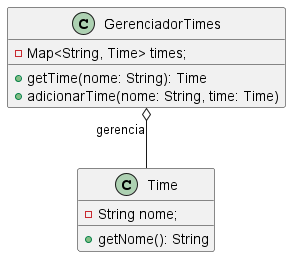 C GerenciadorTimes
Map<String, Time> times;
getTime(nome: String): Time
adicionarTime(nome: String, time: Time)
gerencia
C Time
String nome;
getNome(): String